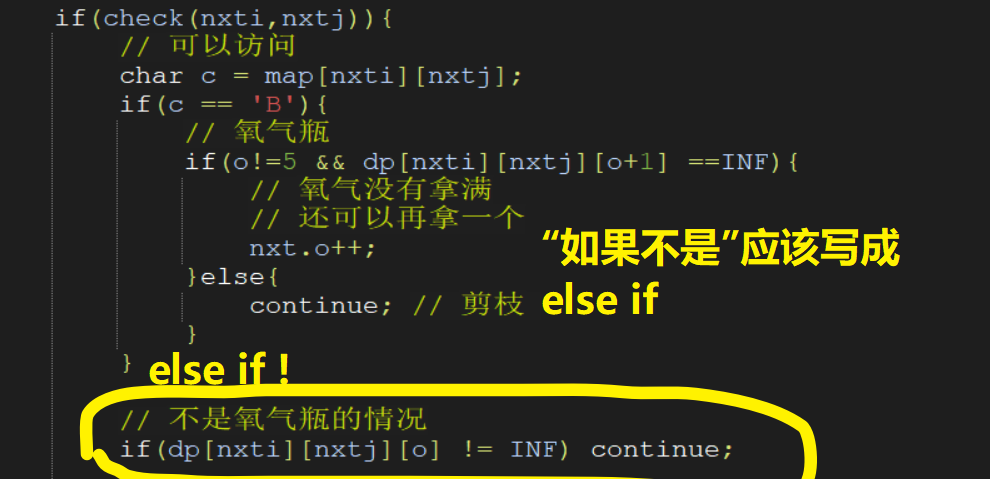 if(check(nxti,nxtj)){
// 可以访问
char c = map[nxti][nxtj];
if(c == 'B'){
// 氧气瓶
if(o!=5 && dp[nxti][nxtj][o+1] ==INF){
// 氧气没有拿满
// 还可以再拿一个
nxt.o++;
}else{
continue; // 剪枝
}
}
“如果不是”应该写成
else if
else if！
// 不是氧气瓶的情况
if(dp[nxti][nxtj][o] != INF) continue;